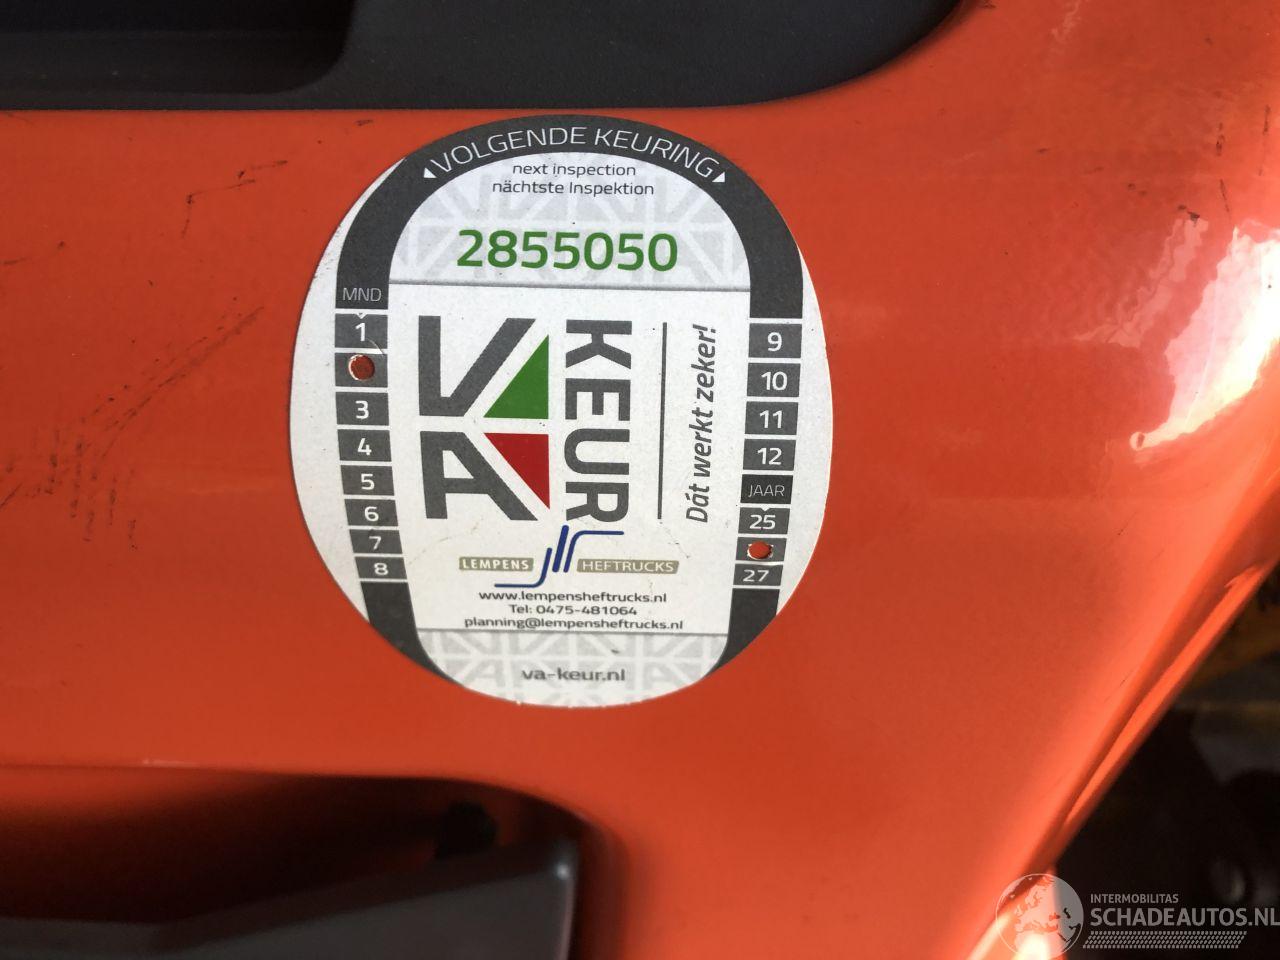 VOLGENDE KEURING
next inspection
nächtste Inspektion
2855050
MND
1
3
4
5
6
7
8
VA
KEUR
Dát werkt zeker!
9
10
11
12
JAAR
25
27
LEMPENS HEFTRUCKS
www.lempensheftrucks.nl
Tel: 0475-481064
planning@lempensheftrucks.nl
va-keur.nl
INTERMOBILITAS
SCHADEAUTOS.NL